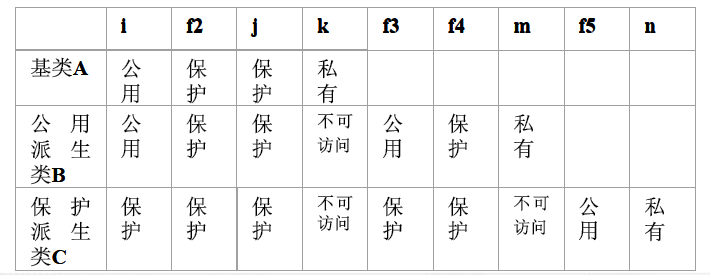 i f2 j k f3 f4 m f5 n
基类A 公用 保护 保护 私有
公用派生类B 公用 保护 保护 不可访问 公用 保护 私有
保护派生类C 保护 保护 保护 不可访问 保护 保护 不可访问 公用 私有